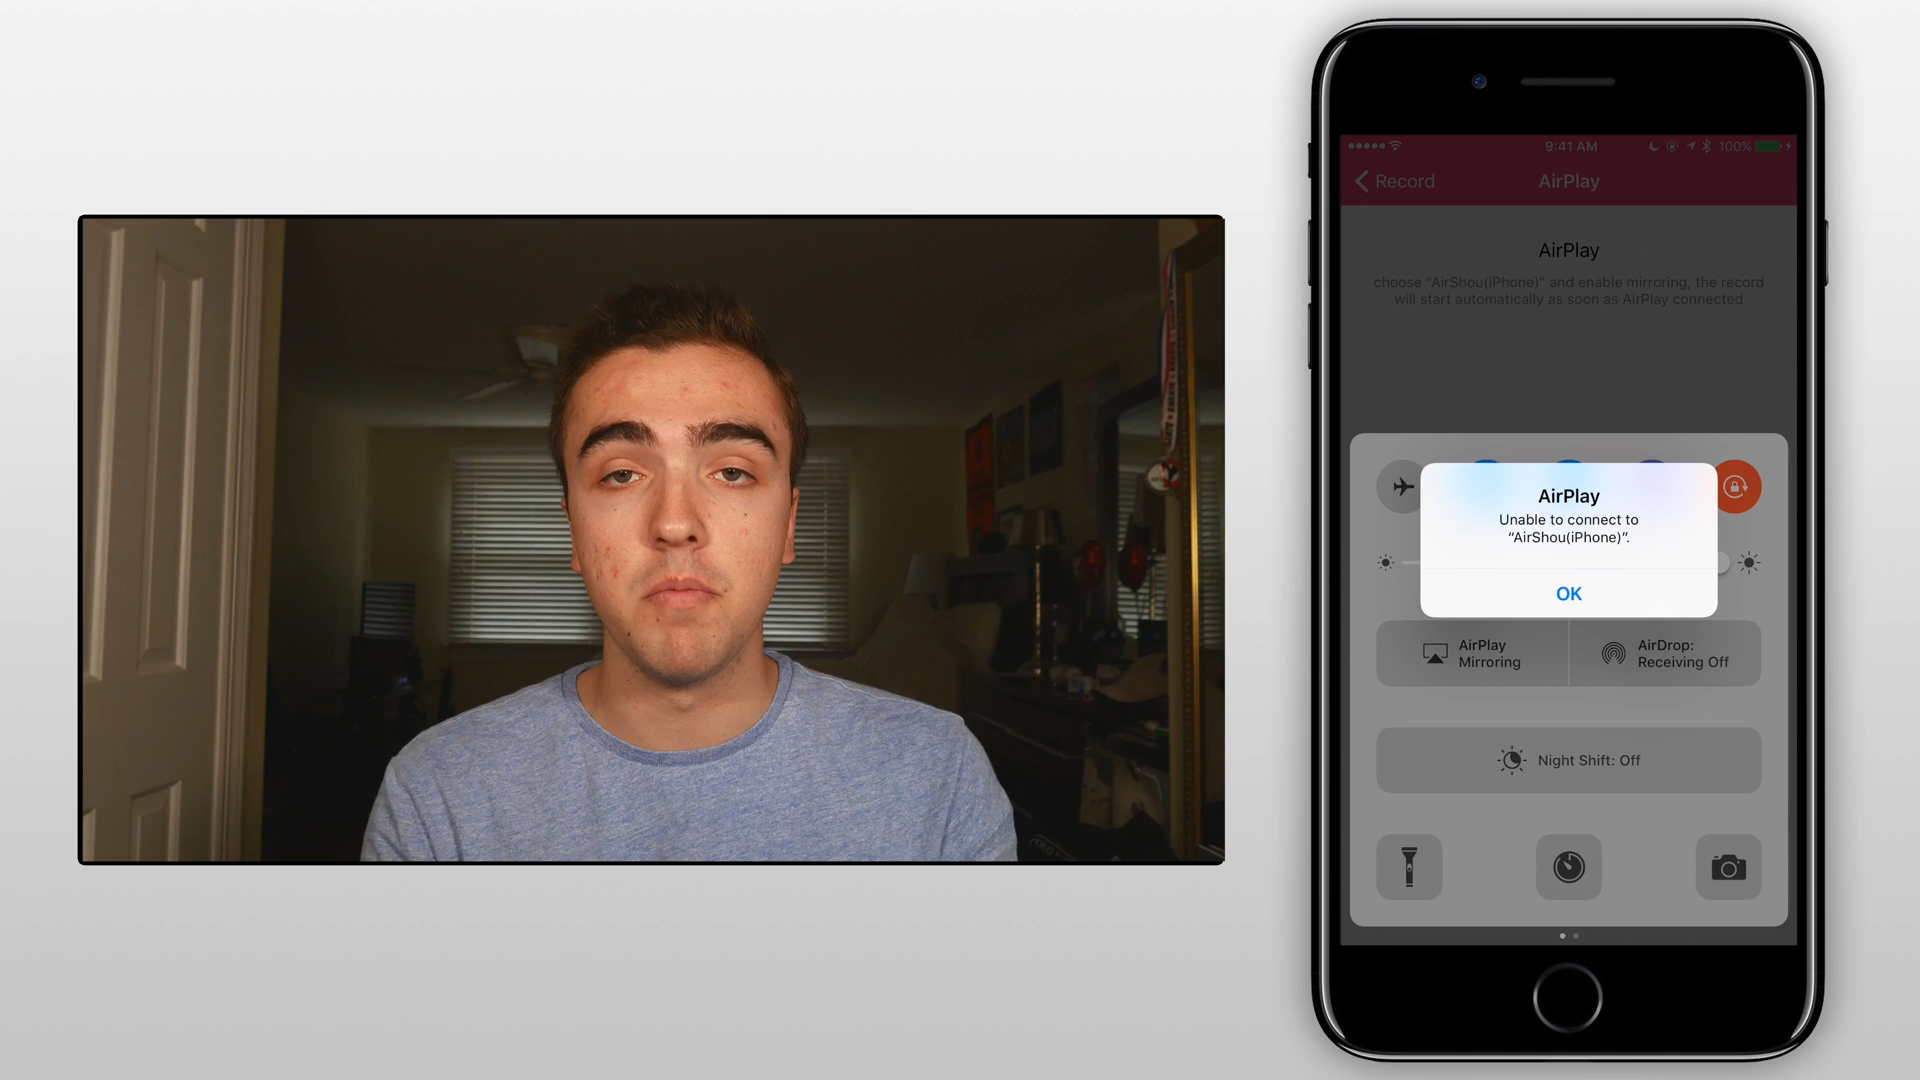 9:41 AM
100%
Record
AirPlay
AirPlay
choose "AirShou(iPhone)" and enable mirroring, the record
will start automatically as soon as AirPlay connected
AirPlay
Unable to connect to
“AirShou(iPhone)”.
OK
AirPlay
Mirroring
AirDrop:
Receiving Off
Night Shift: Off